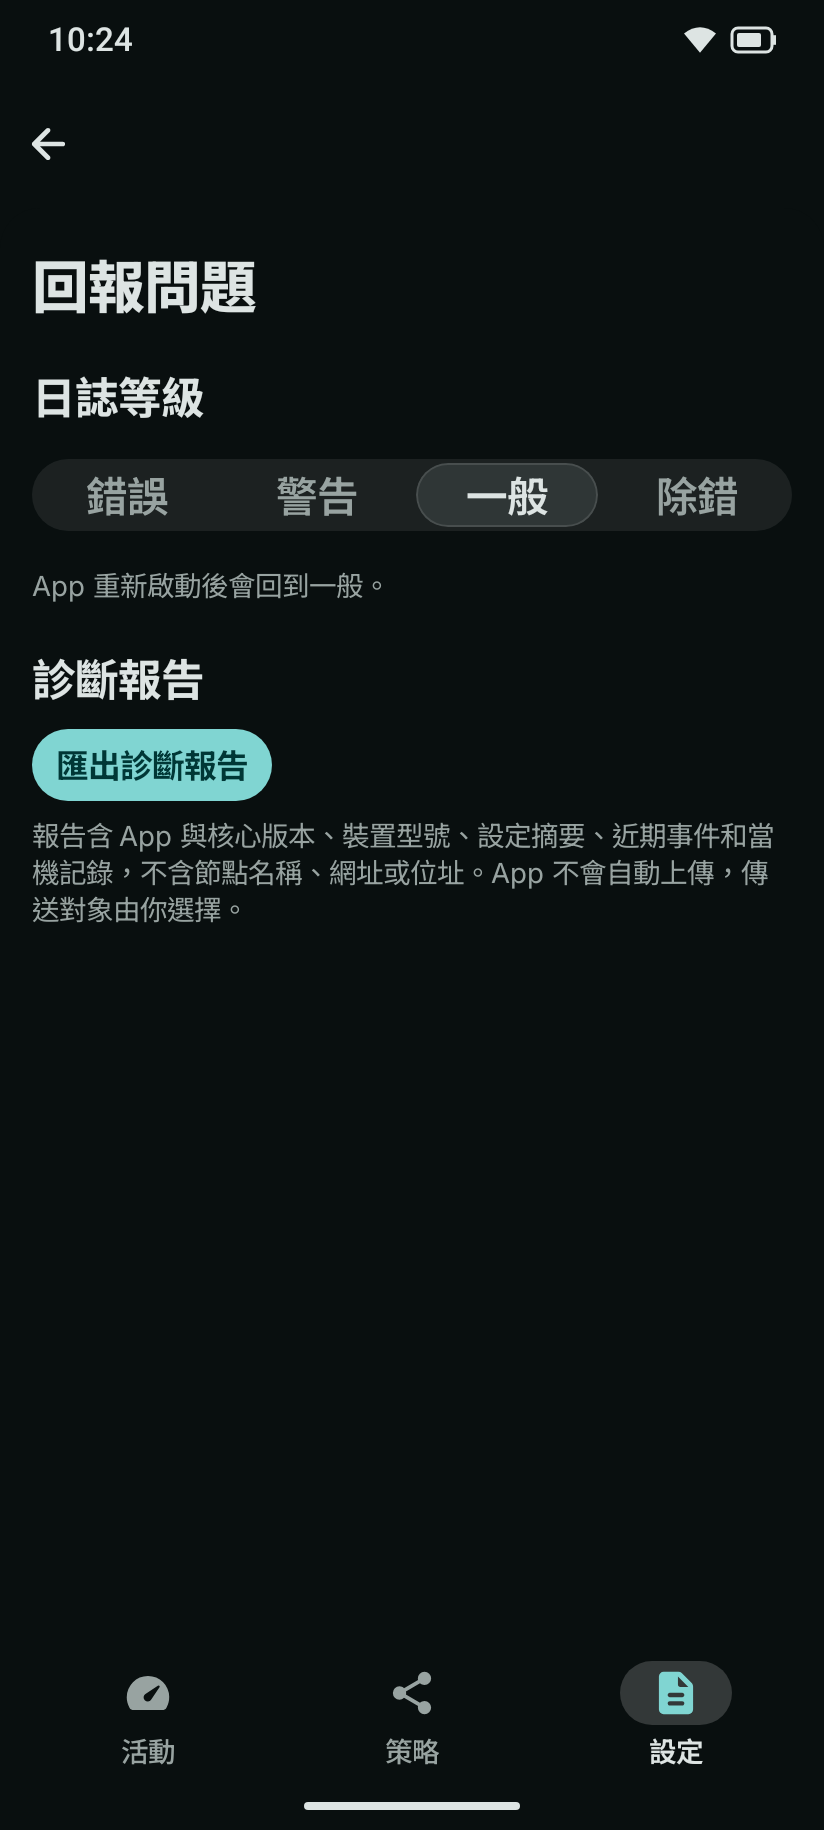 10:24
回報問題
日誌等級
錯誤 警告 一般 除錯
App 重新啟動後會回到一般。
診斷報告
匯出診斷報告
報告含 App 與核心版本、裝置型號、設定摘要、近期事件和當
機記錄，不含節點名稱、網址或位址。App 不會自動上傳，傳
送對象由你選擇。
活動 策略 設定